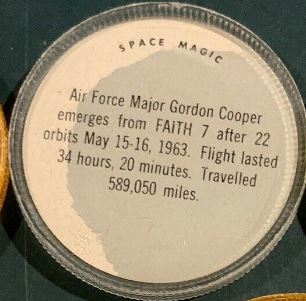 SPACE MAGIC
Air Force Major Gordon Cooper
emerges from FAITH 7 after 22
orbits May 15-16, 1963. Flight lasted
34 hours, 20 minutes. Travelled
589,050 miles.